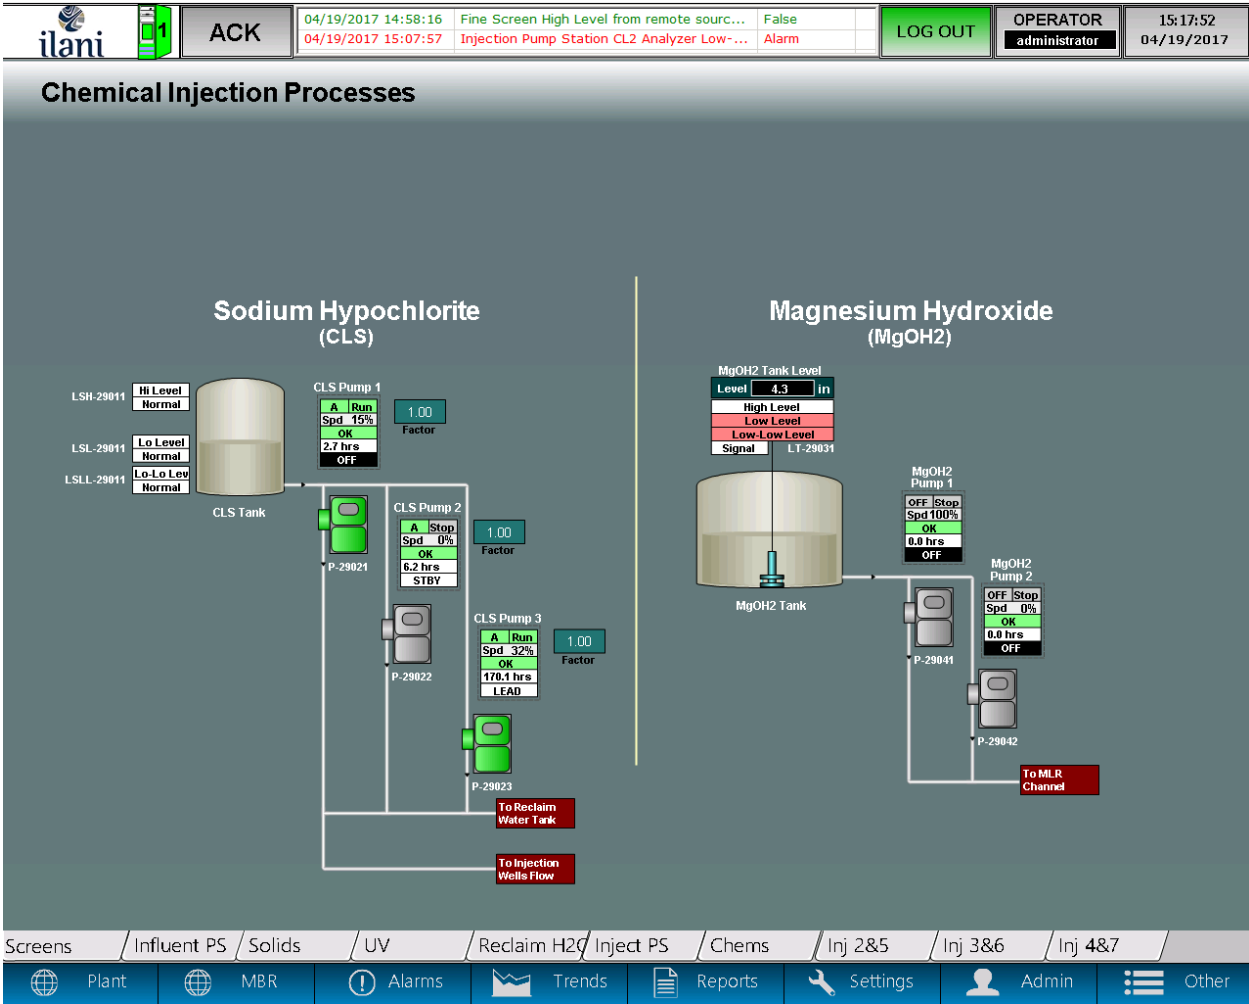 ilani
1
ACK
04/19/2017 14:58:16 Fine Screen High Level from remote sourc... False
04/19/2017 15:07:57 Injection Pump Station CL2 Analyzer Low-... Alarm
LOG OUT
OPERATOR
administrator
15:17:52
04/19/2017
Chemical Injection Processes
Sodium Hypochlorite
(CLS)
LSH-29011
Hi Level
Normal
LSL-29011
Lo Level
Normal
LSLL-29011
Lo-Lo Lev
Normal
CLS Tank
CLS Pump 1
A Run
Spd 15%
OK
2.7 hrs
OFF
1.00
Factor
P-29021
CLS Pump 2
A Stop
Spd 0%
OK
6.2 hrs
STBY
1.00
Factor
P-29022
CLS Pump 3
A Run
Spd 32%
OK
170.1 hrs
LEAD
1.00
Factor
P-29023
To Reclaim
Water Tank
To Injection
Wells Flow
Magnesium Hydroxide
(MgOH2)
MgOH2 Tank Level
Level 4.3 in
High Level
Low Level
Low-Low Level
Signal LT-29031
MgOH2 Tank
MgOH2
Pump 1
OFF Stop
Spd 100%
OK
0.0 hrs
OFF
P-29041
MgOH2
Pump 2
OFF Stop
Spd 0%
OK
0.0 hrs
OFF
P-29042
To MLR
Channel
Screens Influent PS Solids UV Reclaim H2O Inject PS Chems Inj 2&5 Inj 3&6 Inj 4&7
Plant MBR Alarms Trends Reports Settings Admin Other